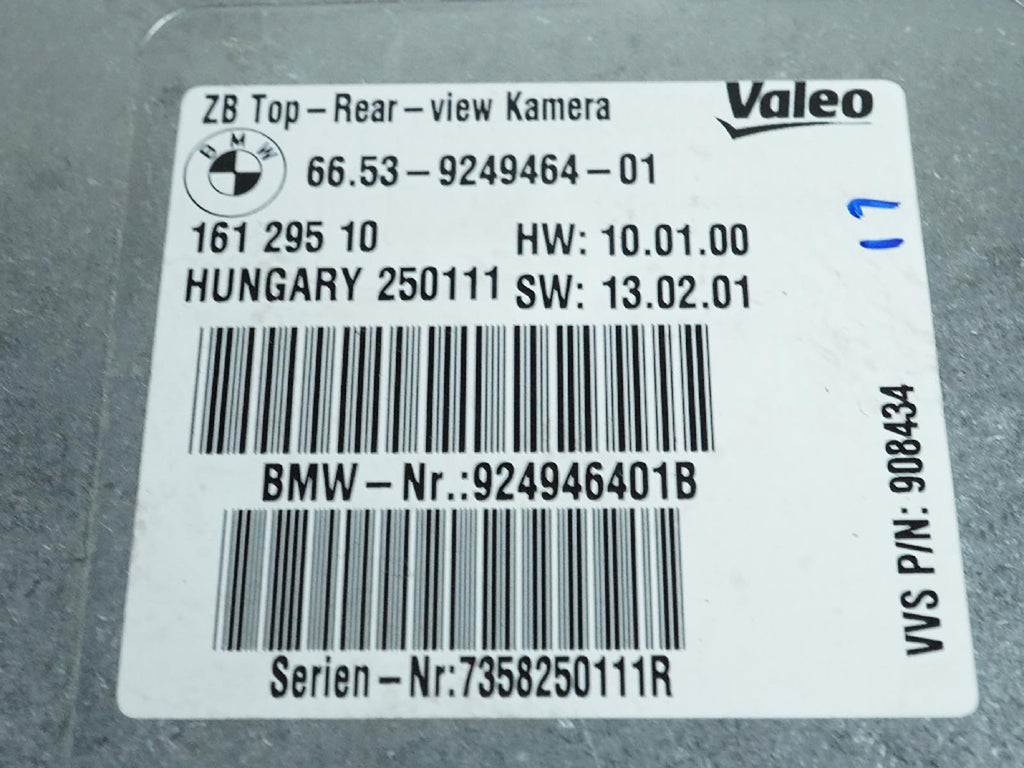 ZB Top-Rear-view Kamera
Valeo
BMW
66.53-9249464-01
161 295 10
HW: 10.01.00
HUNGARY 250111
SW: 13.02.01
17
BMW-Nr.:924946401B
Serien-Nr:7358250111R
VVS P/N: 908434